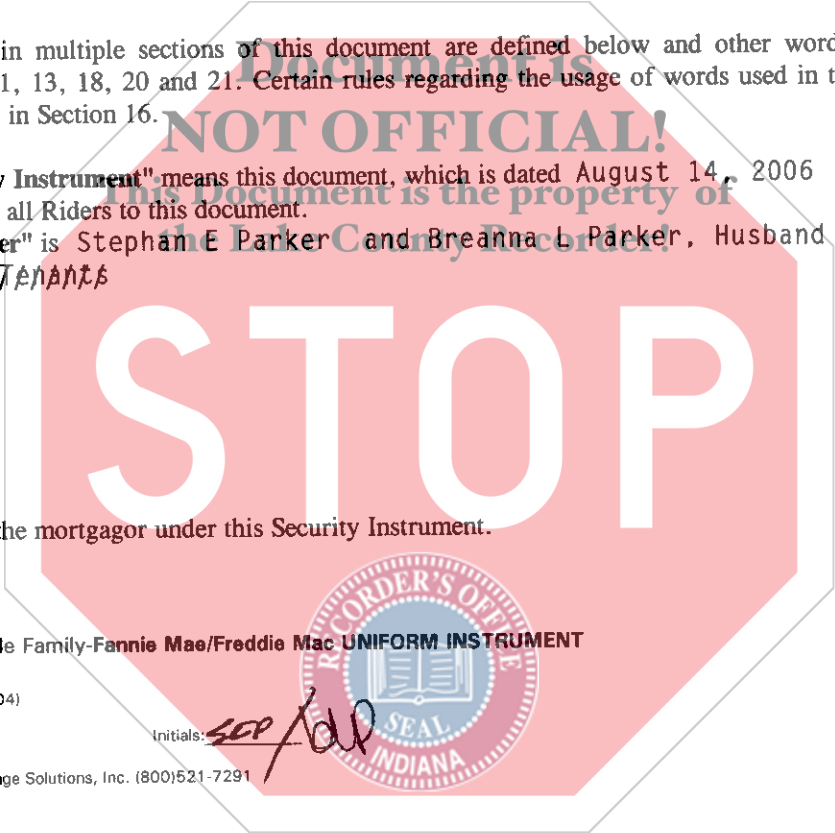 in multiple sections of this document are defined below and other word
1, 13, 18, 20 and 21. Certain rules regarding the usage of words used in t
in Section 16.
Document is
NOT OFFICIAL!
This Document is the property of
the Lake County Recorder!
y Instrument" means this document, which is dated August 14, 2006
all Riders to this document.
er" is Stephan E Parker and Breanna L Parker, Husband
Tenants
STOP
the mortgagor under this Security Instrument.
RECORDER'S OFFICE
SEAL
INDIANA
le Family-Fannie Mae/Freddie Mac UNIFORM INSTRUMENT
04)
Initials: SEP
ge Solutions, Inc. (800)521-7291